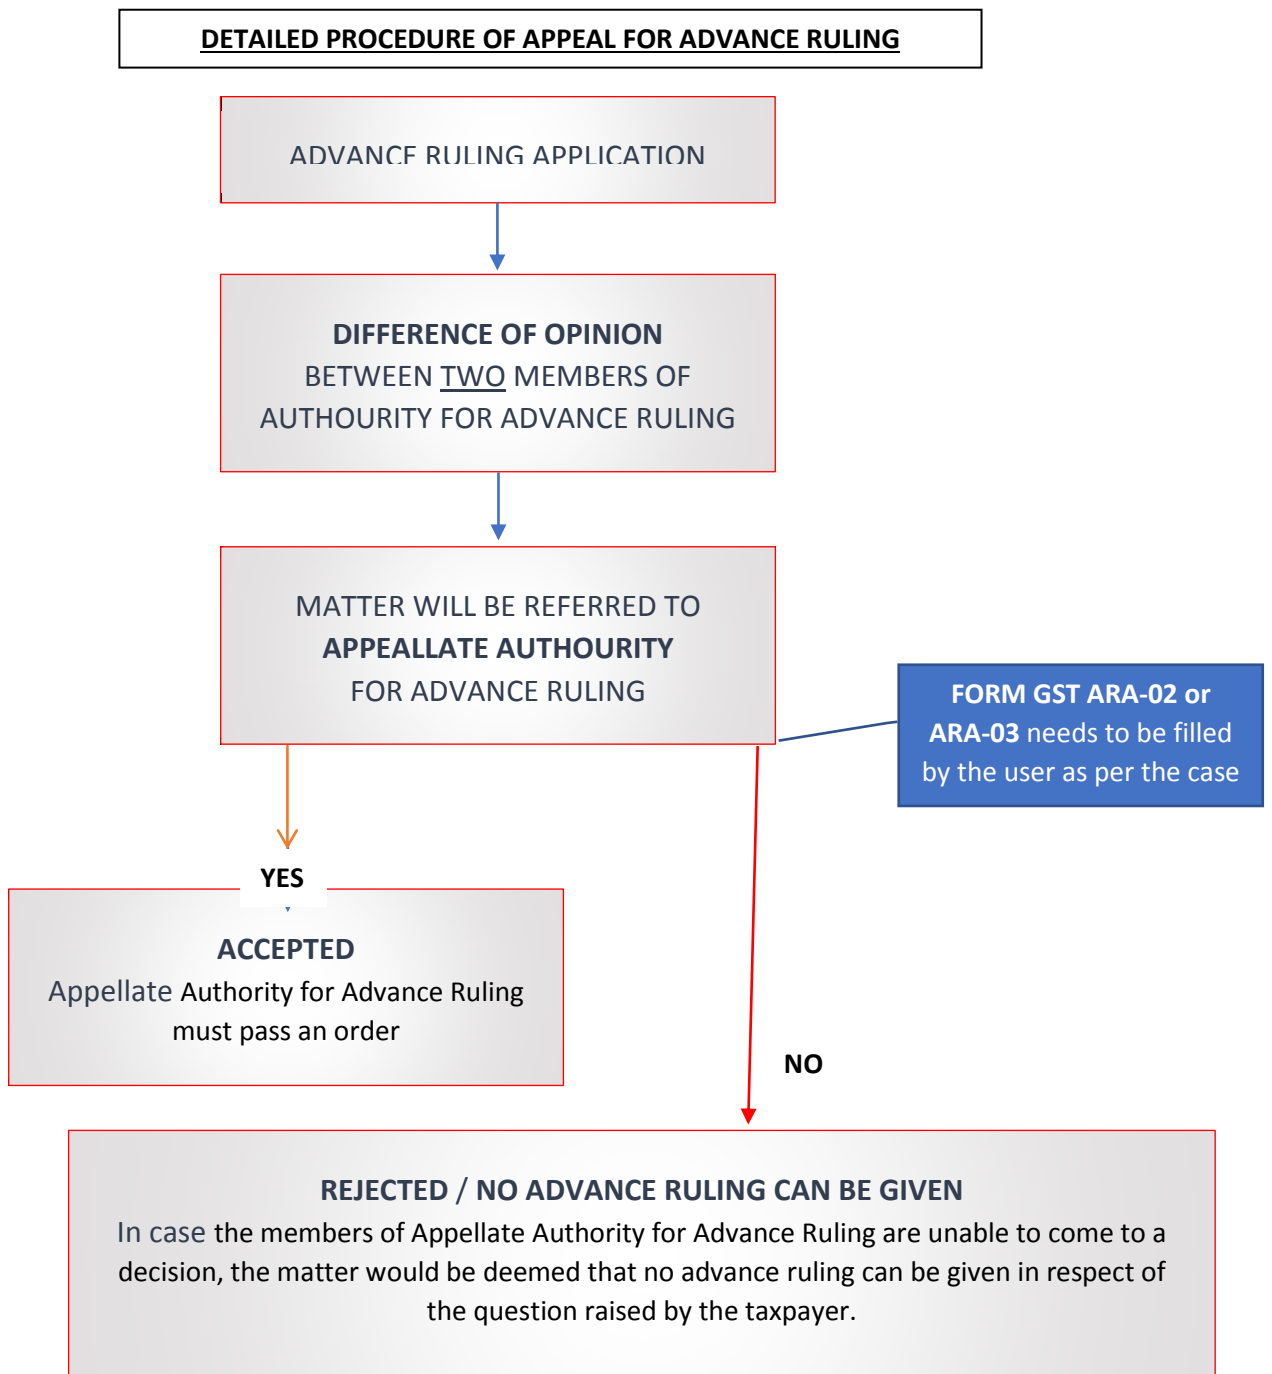 DETAILED PROCEDURE OF APPEAL FOR ADVANCE RULING
ADVANCE RULING APPLICATION
DIFFERENCE OF OPINION
BETWEEN TWO MEMBERS OF
AUTHOURITY FOR ADVANCE RULING
MATTER WILL BE REFERRED TO
APPEALLATE AUTHOURITY
FOR ADVANCE RULING
FORM GST ARA-02 or
ARA-03 needs to be filled
by the user as per the case
YES
ACCEPTED
Appellate Authority for Advance Ruling
must pass an order
NO
REJECTED / NO ADVANCE RULING CAN BE GIVEN
In case the members of Appellate Authority for Advance Ruling are unable to come to a
decision, the matter would be deemed that no advance ruling can be given in respect of
the question raised by the taxpayer.